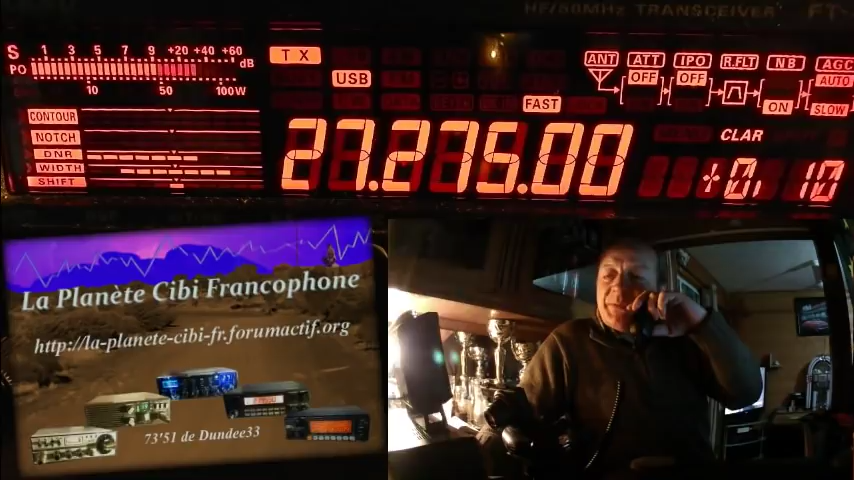 HF/50MHz TRANSCEIVER FT-
S 1 3 5 7 9 +20 +40 +60 dB
PO 10 50 100W
TX
USB
FAST
ANT ATT IPO R.FLT NB AGC
OFF OFF AUTO
ON SLOW
CONTOUR
NOTCH
DNR
WIDTH
SHIFT
27.275.00
CLAR
+0. 10
La Planète Cibi Francophone
http://la-planete-cibi-fr.forumactif.org
73'51 de Dundee33